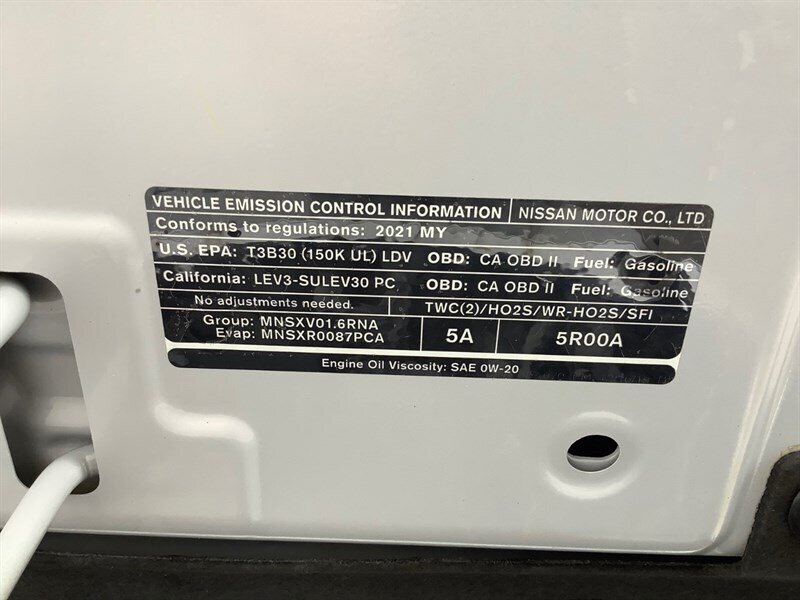 VEHICLE EMISSION CONTROL INFORMATION NISSAN MOTOR CO., LTD
Conforms to regulations: 2021 MY
U.S. EPA: T3B30 (150K UL) LDV OBD: CA OBD II Fuel: Gasoline
California: LEV3-SULEV30 PC OBD: CA OBD II Fuel: Gasoline
No adjustments needed. TWC(2)/HO2S/WR-HO2S/SFI
Group: MNSXV01.6RNA
Evap: MNSXR0087PCA
5A 5R00A
Engine Oil Viscosity: SAE 0W-20